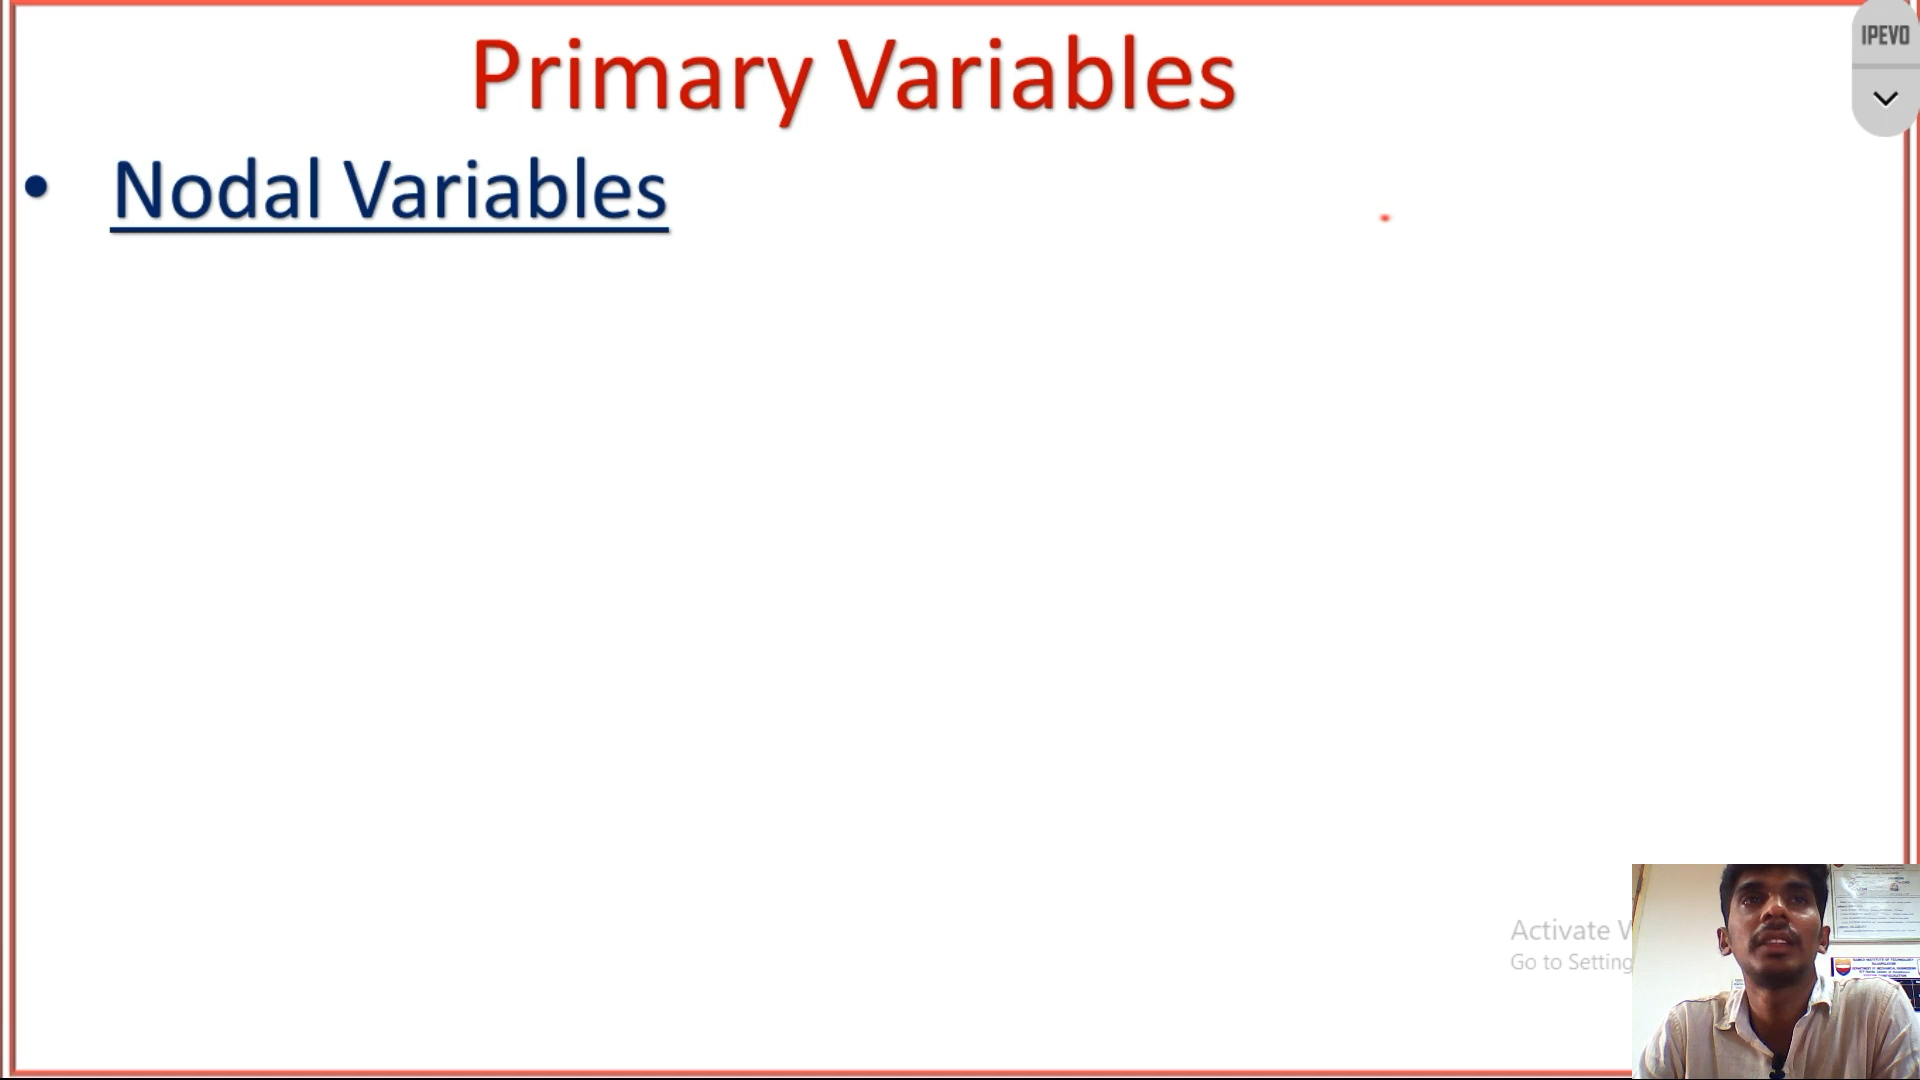 Primary Variables
IPEVO
• Nodal Variables
Activate
Go to Setting